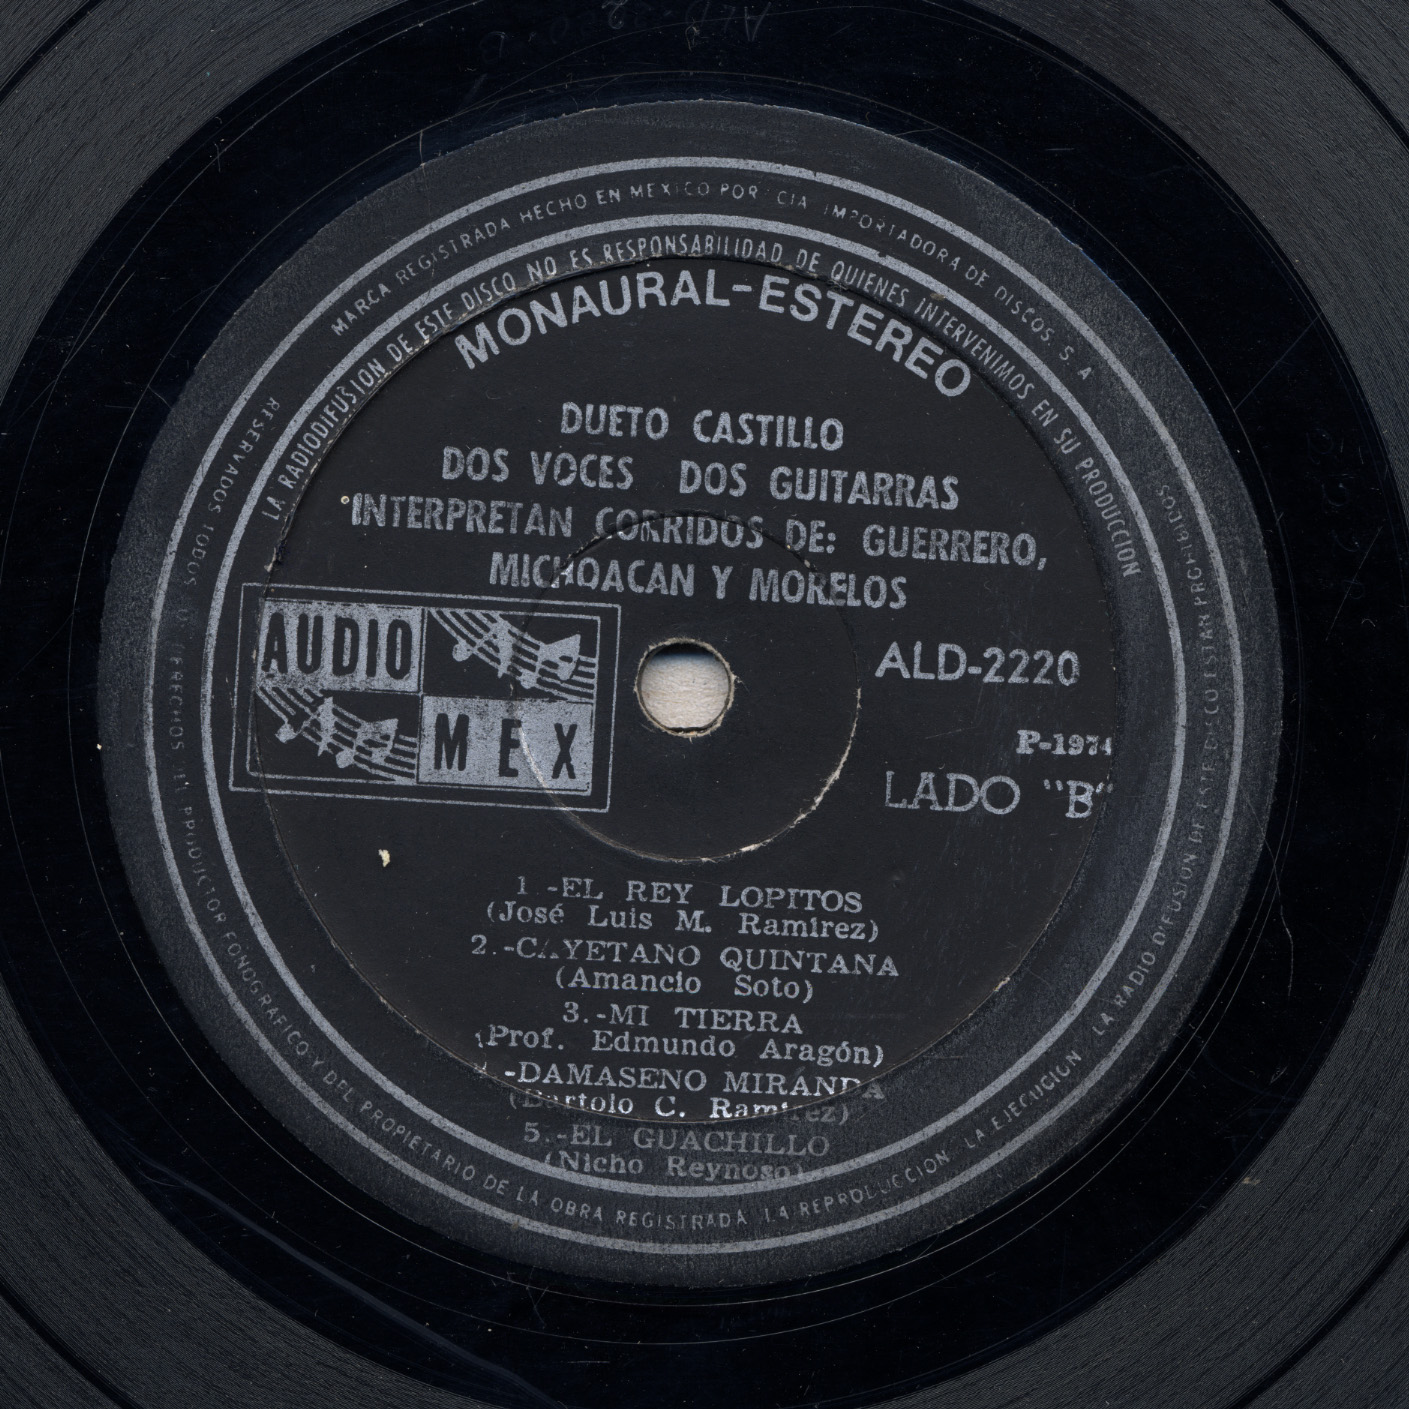 MARCA REGISTRADA HECHO EN MEXICO POR CIA IMPORTADORA DE DISCOS S A
LA RADIODIFUSION DE ESTE DISCO NO ES RESPONSABILIDAD DE QUIENES INTERVENIMOS EN SU PRODUCCION
MONAURAL-ESTEREO
DUETO CASTILLO
DOS VOCES DOS GUITARRAS
INTERPRETAN CORRIDOS DE: GUERRERO,
MICHOACAN Y MORELOS
AUDIO
MEX
ALD-2220
P-1974
LADO "B"
1 -EL REY LOPITOS
(José Luis M. Ramirez)
2.-CAYETANO QUINTANA
(Amancio Soto)
3.-MI TIERRA
(Prof. Edmundo Aragón)
-DAMASENO MIRANDA
(Bartolo C. Ramirez)
5.-EL GUACHILLO
(Nicho Reynoso)
RESERVADOS TODOS DERECHOS DEL PRODUCTOR FONOGRAFICO Y DEL PROPIETARIO DE LA OBRA REGISTRADA LA REPRODUCCION LA EJECUCION LA RADIO DIFUSION DE ESTE DISCO ESTAN PROHIBIDOS